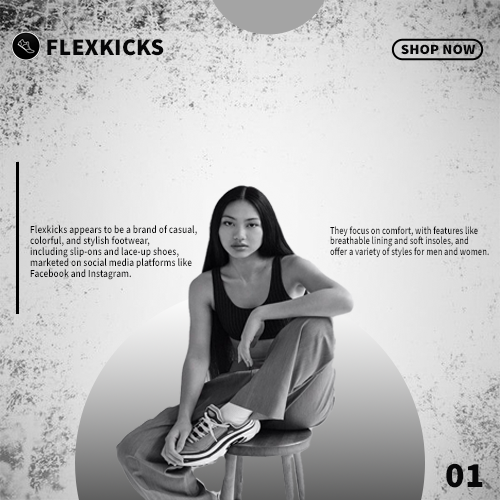 FLEXKICKS
SHOP NOW
Flexkicks appears to be a brand of casual,
colorful, and stylish footwear,
including slip-ons and lace-up shoes,
marketed on social media platforms like
Facebook and Instagram.
They focus on comfort, with features like
breathable lining and soft insoles, and
offer a variety of styles for men and women.
01